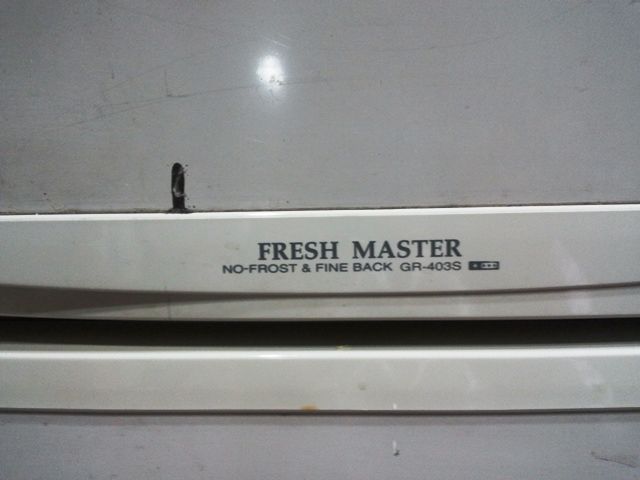 FRESH MASTER
NO-FROST & FINE BACK GR-403S